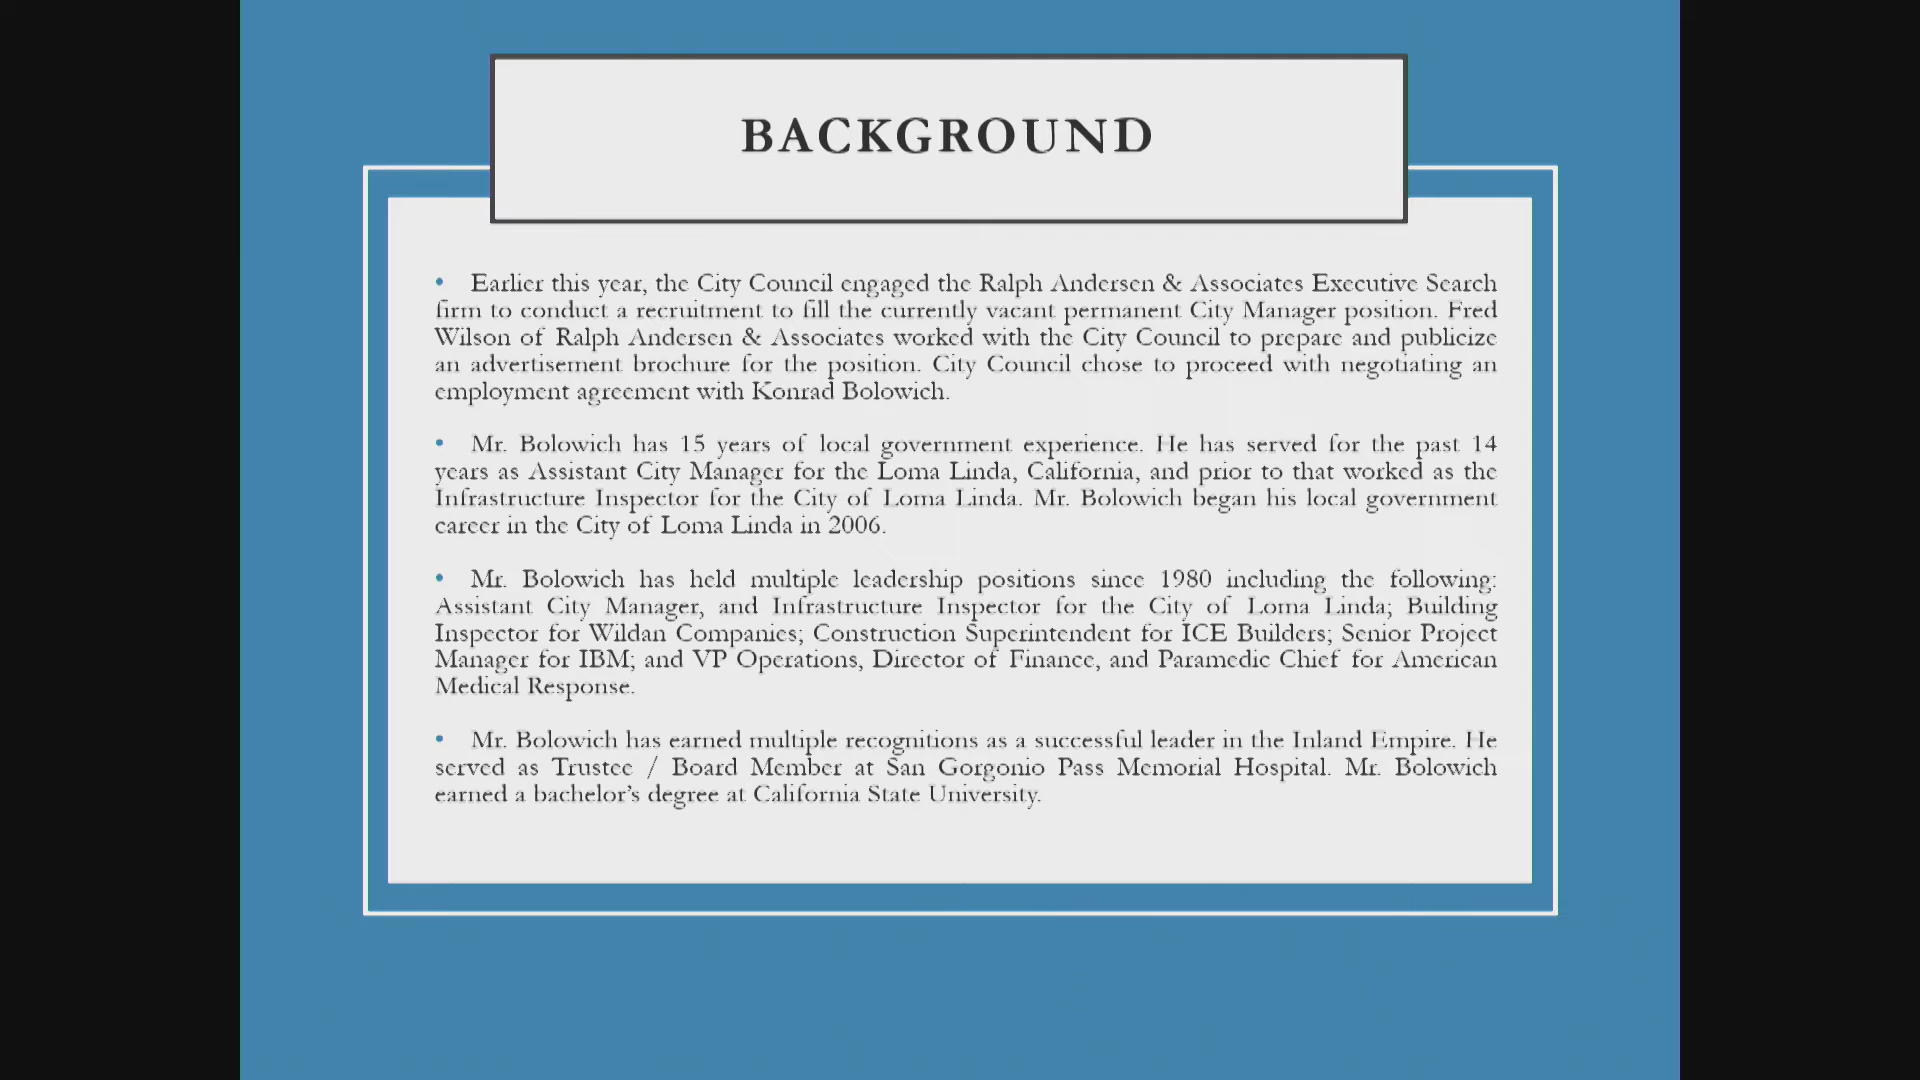 BACKGROUND
• Earlier this year, the City Council engaged the Ralph Andersen & Associates Executive Search
firm to conduct a recruitment to fill the currently vacant permanent City Manager position. Fred
Wilson of Ralph Andersen & Associates worked with the City Council to prepare and publicize
an advertisement brochure for the position. City Council chose to proceed with negotiating an
employment agreement with Konrad Bolowich.
• Mr. Bolowich has 15 years of local government experience. He has served for the past 14
years as Assistant City Manager for the Loma Linda, California, and prior to that worked as the
Infrastructure Inspector for the City of Loma Linda. Mr. Bolowich began his local government
career in the City of Loma Linda in 2006.
• Mr. Bolowich has held multiple leadership positions since 1980 including the following:
Assistant City Manager, and Infrastructure Inspector for the City of Loma Linda; Building
Inspector for Wildan Companies; Construction Superintendent for ICE Builders; Senior Project
Manager for IBM; and VP Operations, Director of Finance, and Paramedic Chief for American
Medical Response.
• Mr. Bolowich has earned multiple recognitions as a successful leader in the Inland Empire. He
served as Trustee / Board Member at San Gorgonio Pass Memorial Hospital. Mr. Bolowich
earned a bachelor's degree at California State University.